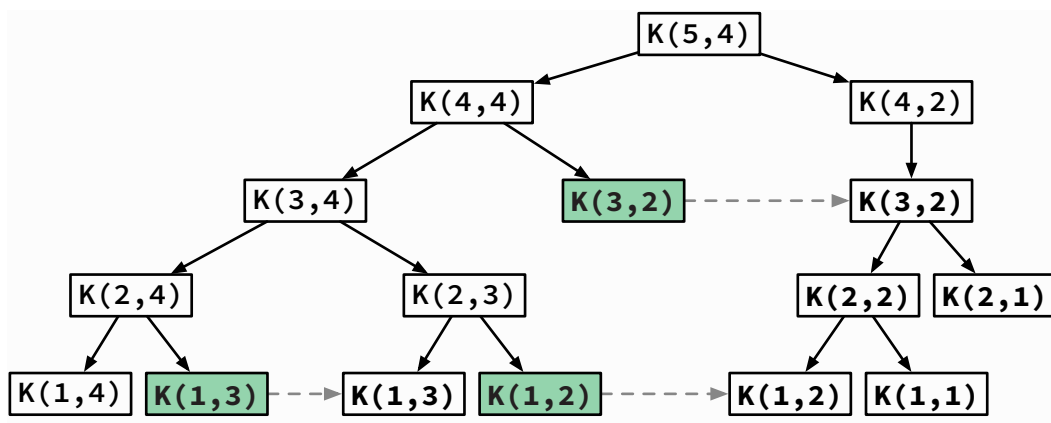 K(5,4)
K(4,4)
K(4,2)
K(3,4)
K(3,2)
K(3,2)
K(2,4)
K(2,3)
K(2,2)
K(2,1)
K(1,4)
K(1,3)
K(1,3)
K(1,2)
K(1,2)
K(1,1)